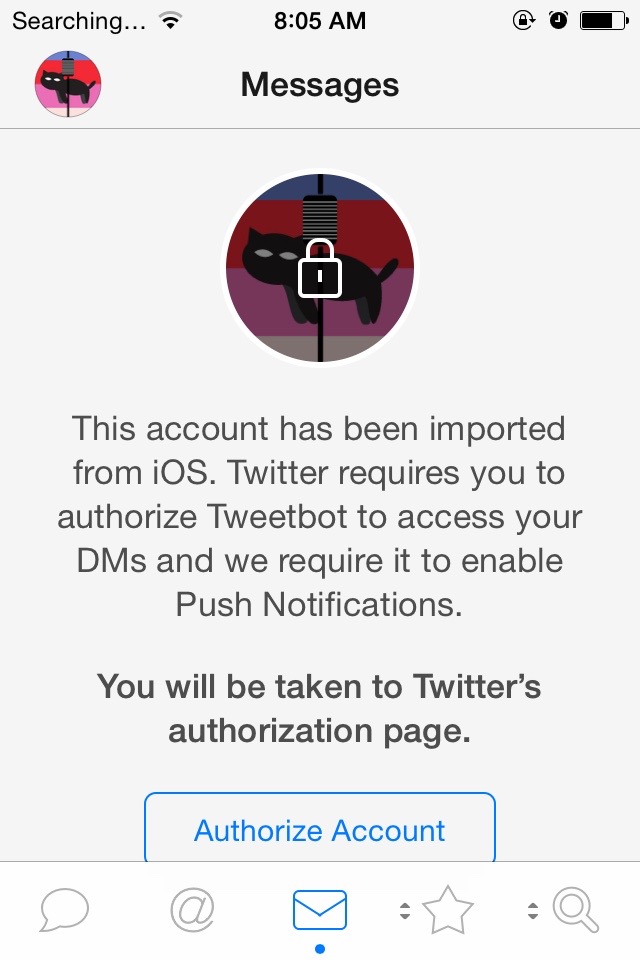 Searching... 8:05 AM
Messages
This account has been imported
from iOS. Twitter requires you to
authorize Tweetbot to access your
DMs and we require it to enable
Push Notifications.
You will be taken to Twitter’s
authorization page.
Authorize Account
@